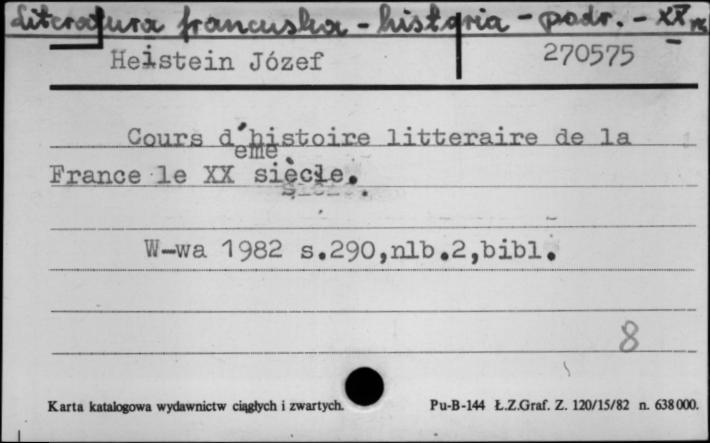 Literatura francuska - historia - podr. - XX w.
Heistein Józef 270575
Cours d'histoire litteraire de la
eme
France le XX siècle.
W-wa 1982 s.290,nlb.2,bibl.
8
Karta katalogowa wydawnictw ciągłych i zwartych. Pu-B-144 Ł.Z.Graf. Z. 120/15/82 n. 638000.